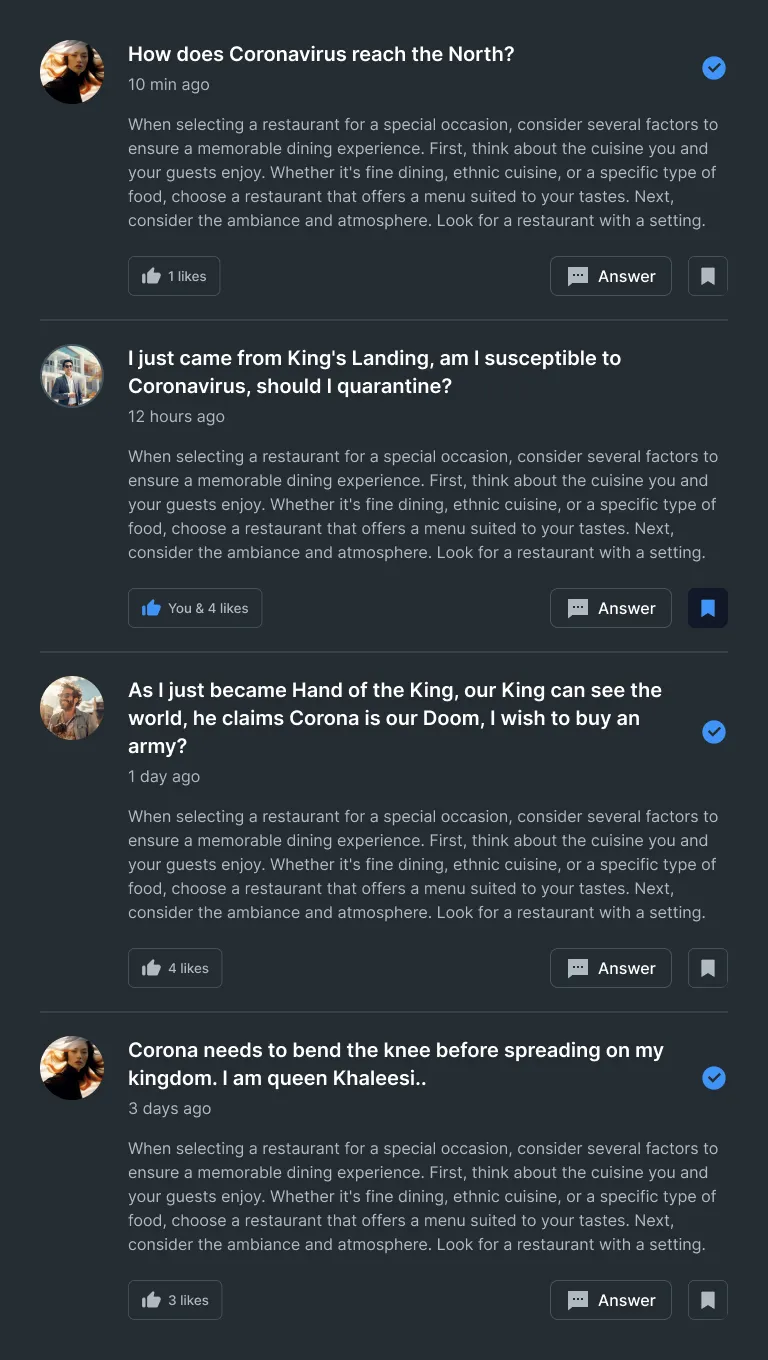 How does Coronavirus reach the North?
10 min ago
When selecting a restaurant for a special occasion, consider several factors to
ensure a memorable dining experience. First, think about the cuisine you and
your guests enjoy. Whether it's fine dining, ethnic cuisine, or a specific type of
food, choose a restaurant that offers a menu suited to your tastes. Next,
consider the ambiance and atmosphere. Look for a restaurant with a setting.
1 likes
Answer
I just came from King's Landing, am I susceptible to
Coronavirus, should I quarantine?
12 hours ago
When selecting a restaurant for a special occasion, consider several factors to
ensure a memorable dining experience. First, think about the cuisine you and
your guests enjoy. Whether it's fine dining, ethnic cuisine, or a specific type of
food, choose a restaurant that offers a menu suited to your tastes. Next,
consider the ambiance and atmosphere. Look for a restaurant with a setting.
You & 4 likes
Answer
As I just became Hand of the King, our King can see the
world, he claims Corona is our Doom, I wish to buy an
army?
1 day ago
When selecting a restaurant for a special occasion, consider several factors to
ensure a memorable dining experience. First, think about the cuisine you and
your guests enjoy. Whether it's fine dining, ethnic cuisine, or a specific type of
food, choose a restaurant that offers a menu suited to your tastes. Next,
consider the ambiance and atmosphere. Look for a restaurant with a setting.
4 likes
Answer
Corona needs to bend the knee before spreading on my
kingdom. I am queen Khaleesi..
3 days ago
When selecting a restaurant for a special occasion, consider several factors to
ensure a memorable dining experience. First, think about the cuisine you and
your guests enjoy. Whether it's fine dining, ethnic cuisine, or a specific type of
food, choose a restaurant that offers a menu suited to your tastes. Next,
consider the ambiance and atmosphere. Look for a restaurant with a setting.
3 likes
Answer